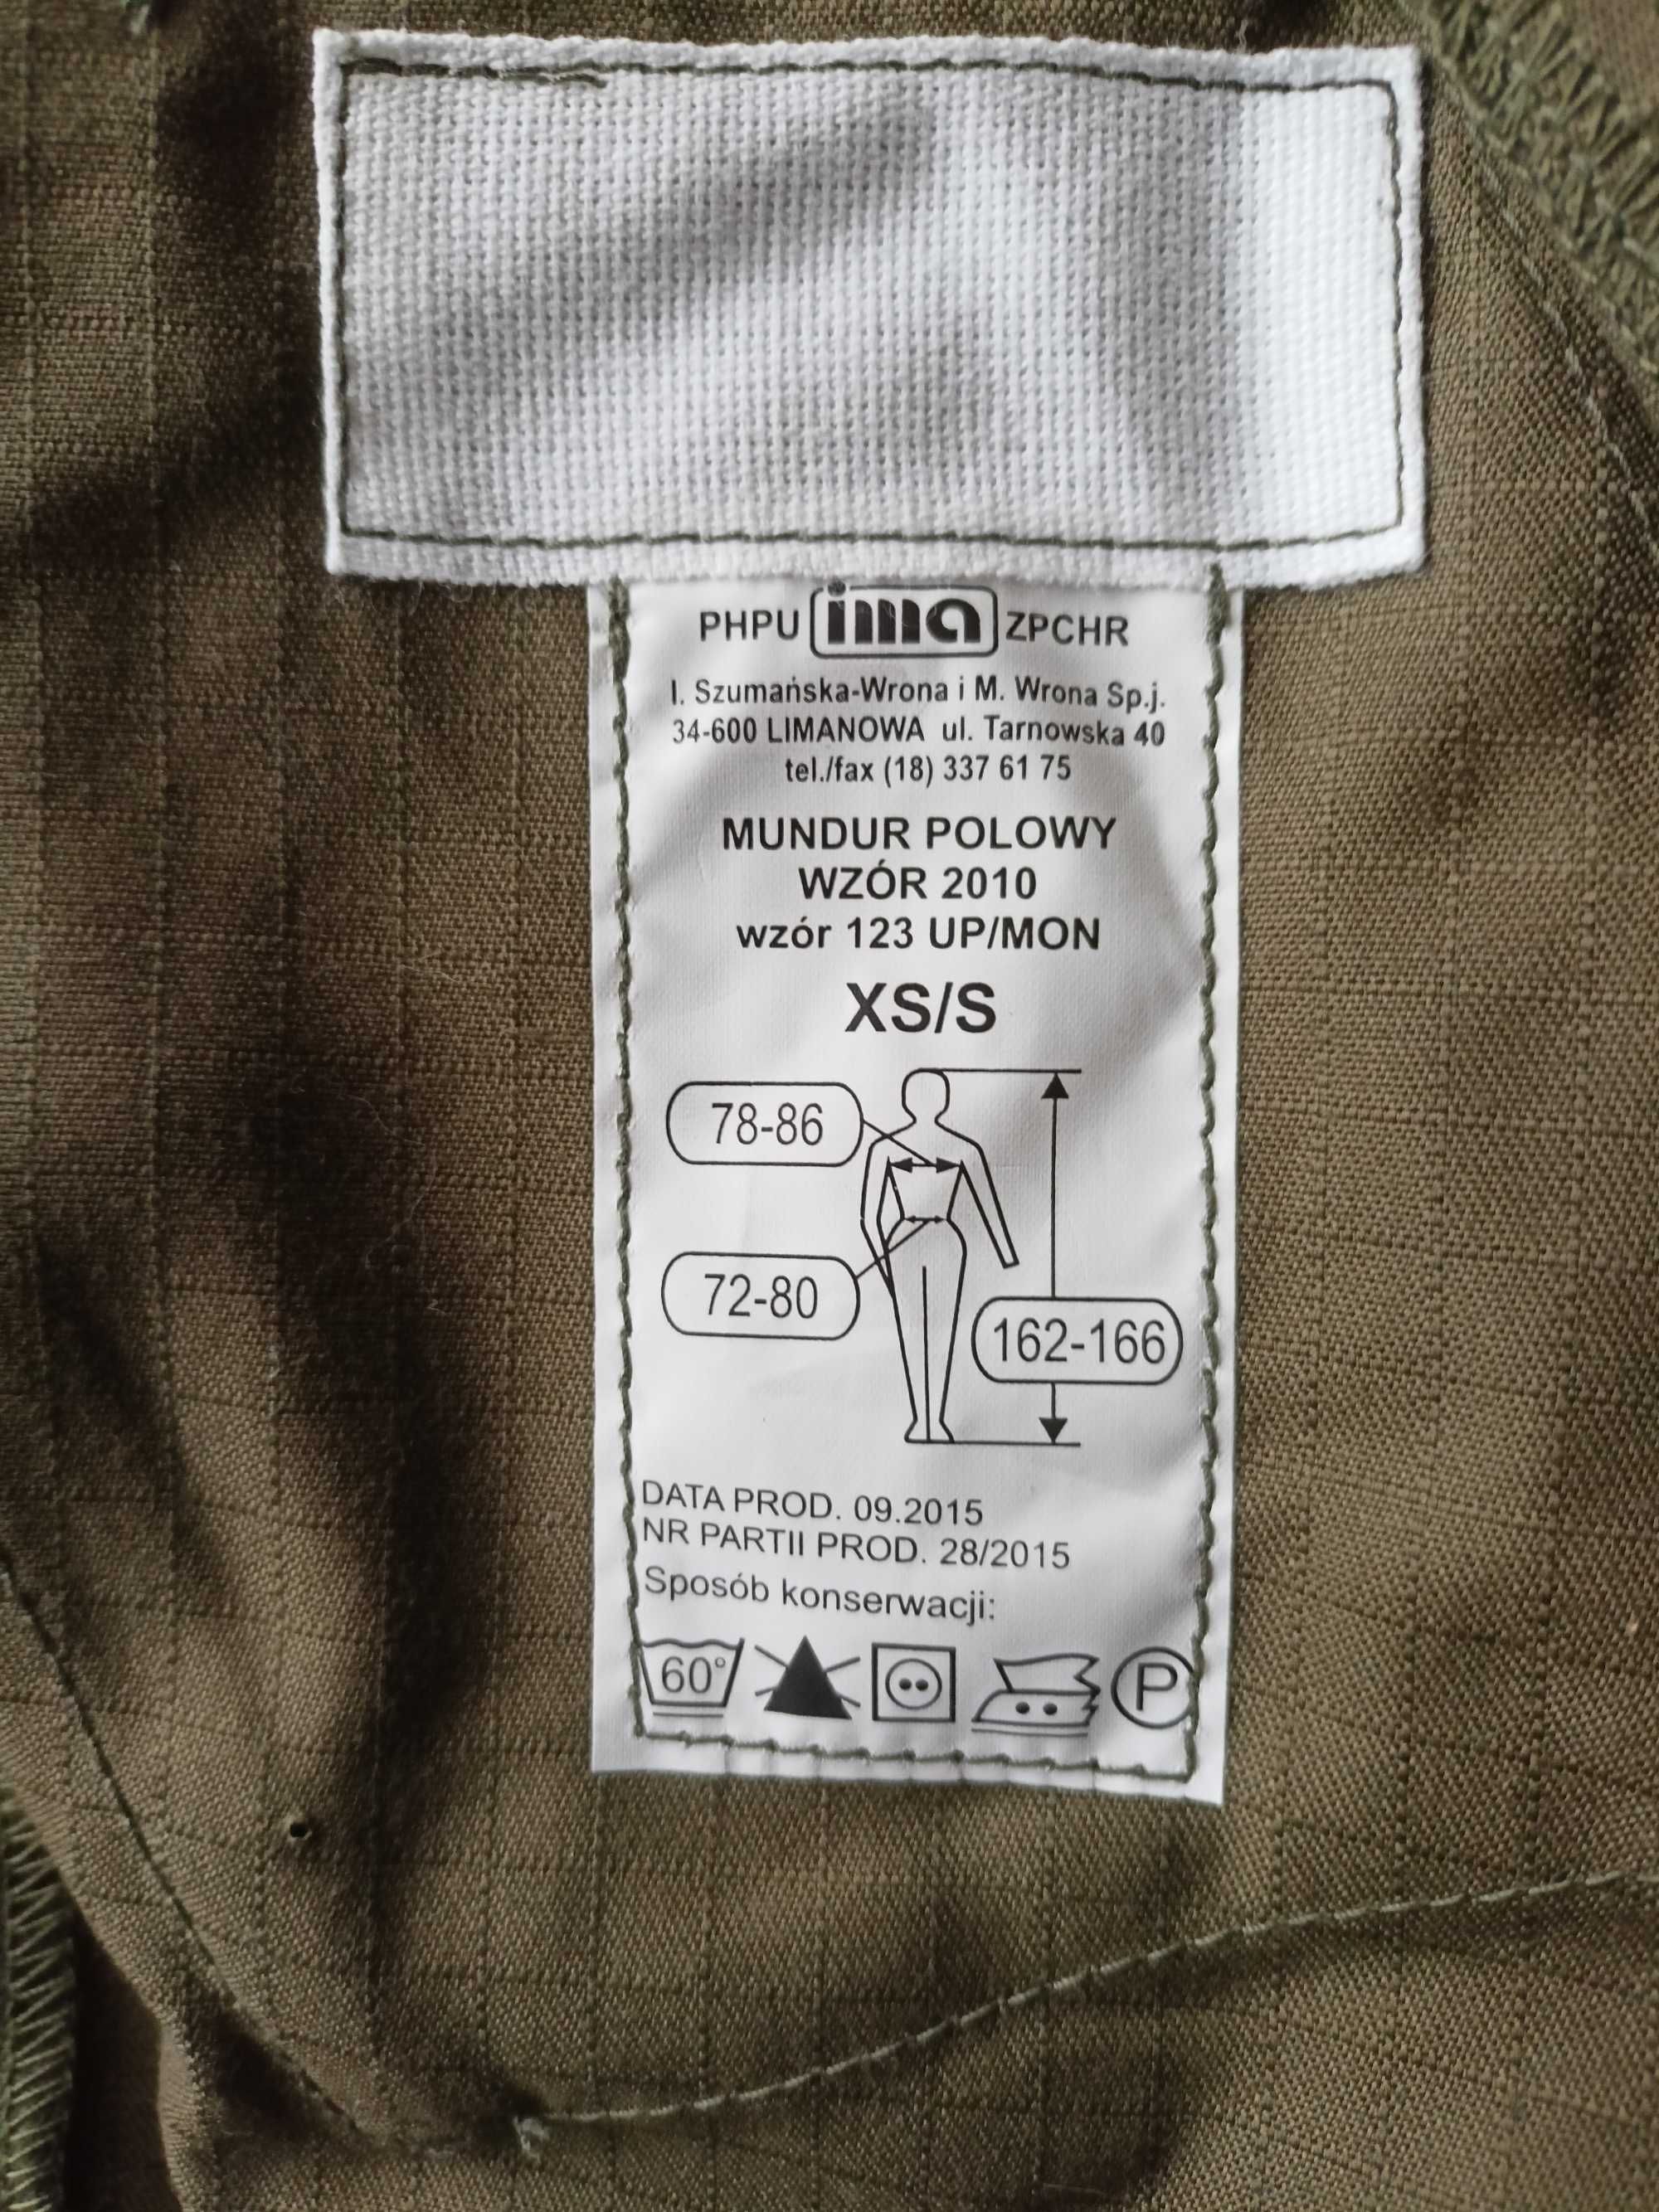 PHPU ima ZPCHR
I. Szumańska-Wrona i M. Wrona Sp.j.
34-600 LIMANOWA ul. Tarnowska 40
tel./fax (18) 337 61 75
MUNDUR POLOWY
WZÓR 2010
wzór 123 UP/MON
XS/S
78-86
72-80
162-166
DATA PROD. 09.2015
NR PARTII PROD. 28/2015
Sposób konserwacji:
60° P